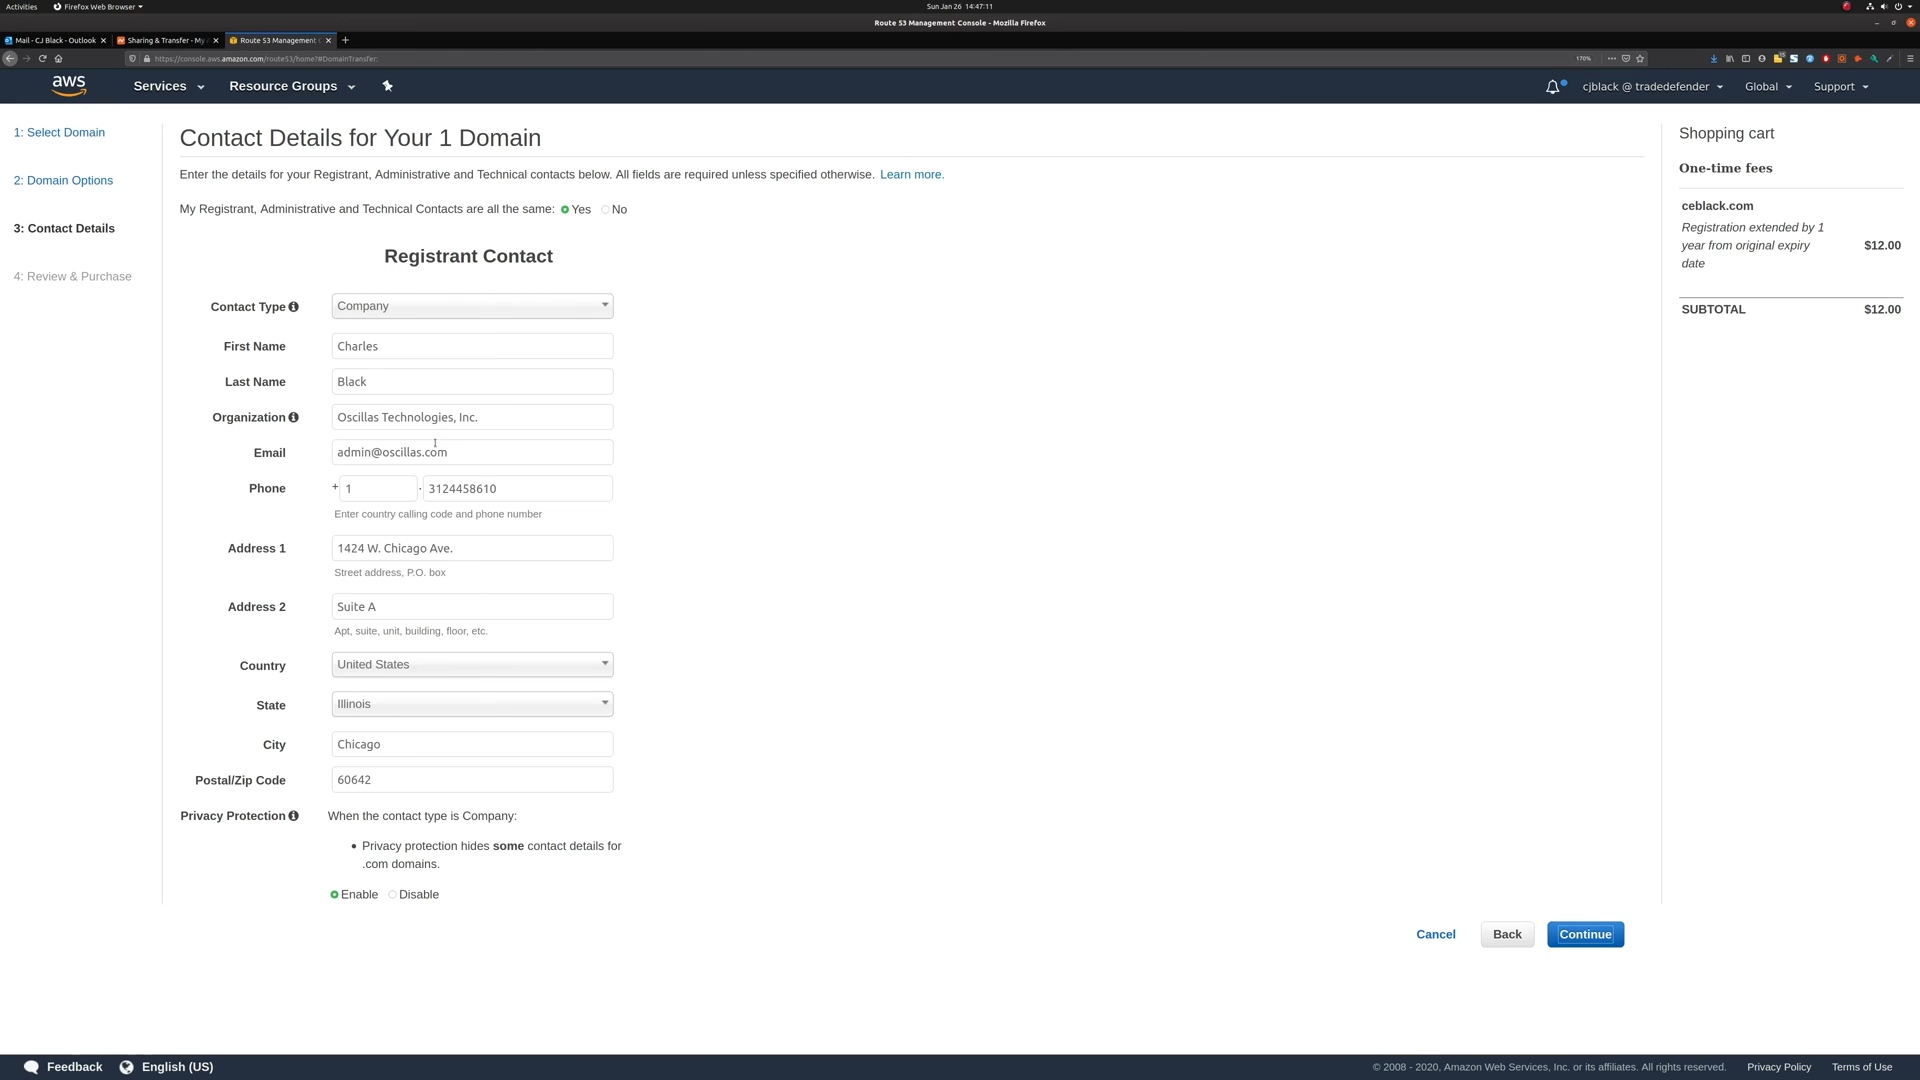 Activities
Firefox Web Browser
Sun Jan 26 14:47:11
Route 53 Management Console - Mozilla Firefox
Mail - CJ Black - Outlook
Sharing & Transfer - My
Route 53 Management
https://console.aws.amazon.com/route53/home?#DomainTransfer:
170%
aws
Services
Resource Groups
cjblack @ tradedefender
Global
Support
1: Select Domain
2: Domain Options
3: Contact Details
4: Review & Purchase
Contact Details for Your 1 Domain
Enter the details for your Registrant, Administrative and Technical contacts below. All fields are required unless specified otherwise. Learn more.
My Registrant, Administrative and Technical Contacts are all the same: Yes No
Registrant Contact
Contact Type Company
First Name Charles
Last Name Black
Organization Oscillas Technologies, Inc.
Email admin@oscillas.com
Phone + 1 . 3124458610
Enter country calling code and phone number
Address 1 1424 W. Chicago Ave.
Street address, P.O. box
Address 2 Suite A
Apt, suite, unit, building, floor, etc.
Country United States
State Illinois
City Chicago
Postal/Zip Code 60642
Privacy Protection When the contact type is Company:
• Privacy protection hides some contact details for
.com domains.
Enable Disable
Cancel
Back
Continue
Shopping cart
One-time fees
ceblack.com
Registration extended by 1
year from original expiry $12.00
date
SUBTOTAL $12.00
Feedback
English (US)
© 2008 - 2020, Amazon Web Services, Inc. or its affiliates. All rights reserved.
Privacy Policy
Terms of Use